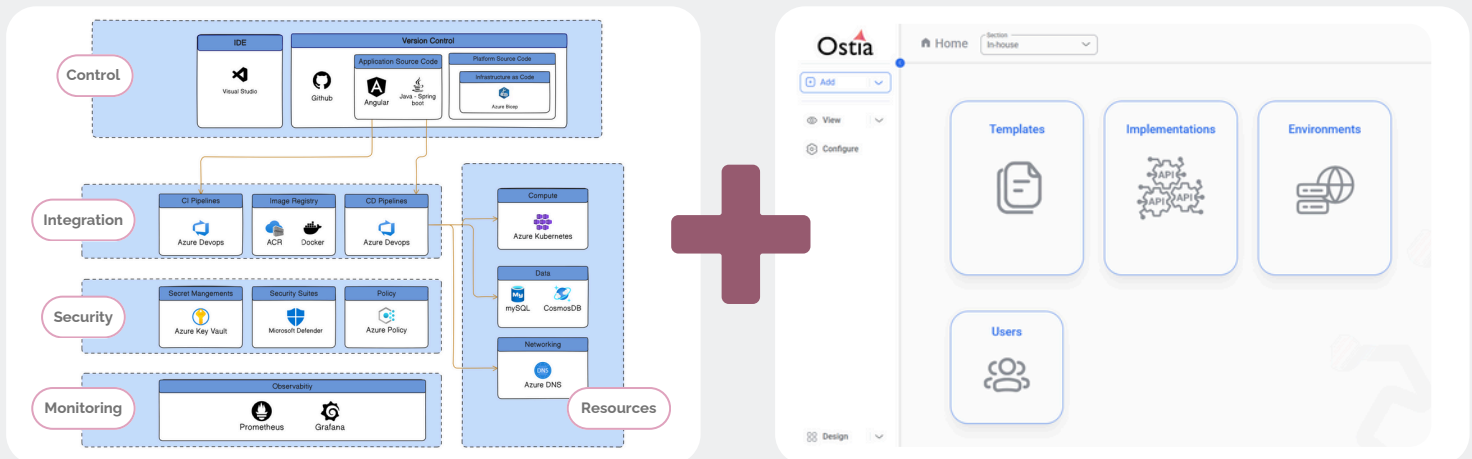 Control
IDE
Visual Studio
Version Control
Github
Application Source Code
Angular
Java - Spring
boot
Platform Source Code
Infrastructure as Code
Azure Bicep
Integration
CI Pipelines
Azure Devops
Image Registry
ACR
Docker
CD Pipelines
Azure Devops
Security
Secret Mangements
Azure Key Vault
Security Suites
Microsoft Defender
Policy
Azure Policy
Monitoring
Observabitiy
Prometheus
Grafana
Compute
Azure Kubernetes
Data
My
mySQL
CosmosDB
Networking
DNS
Azure DNS
Resources
Ostia
Home
Section
In-house
Add
View
Configure
Design
Templates
Implementations
API
API
API
Environments
Users